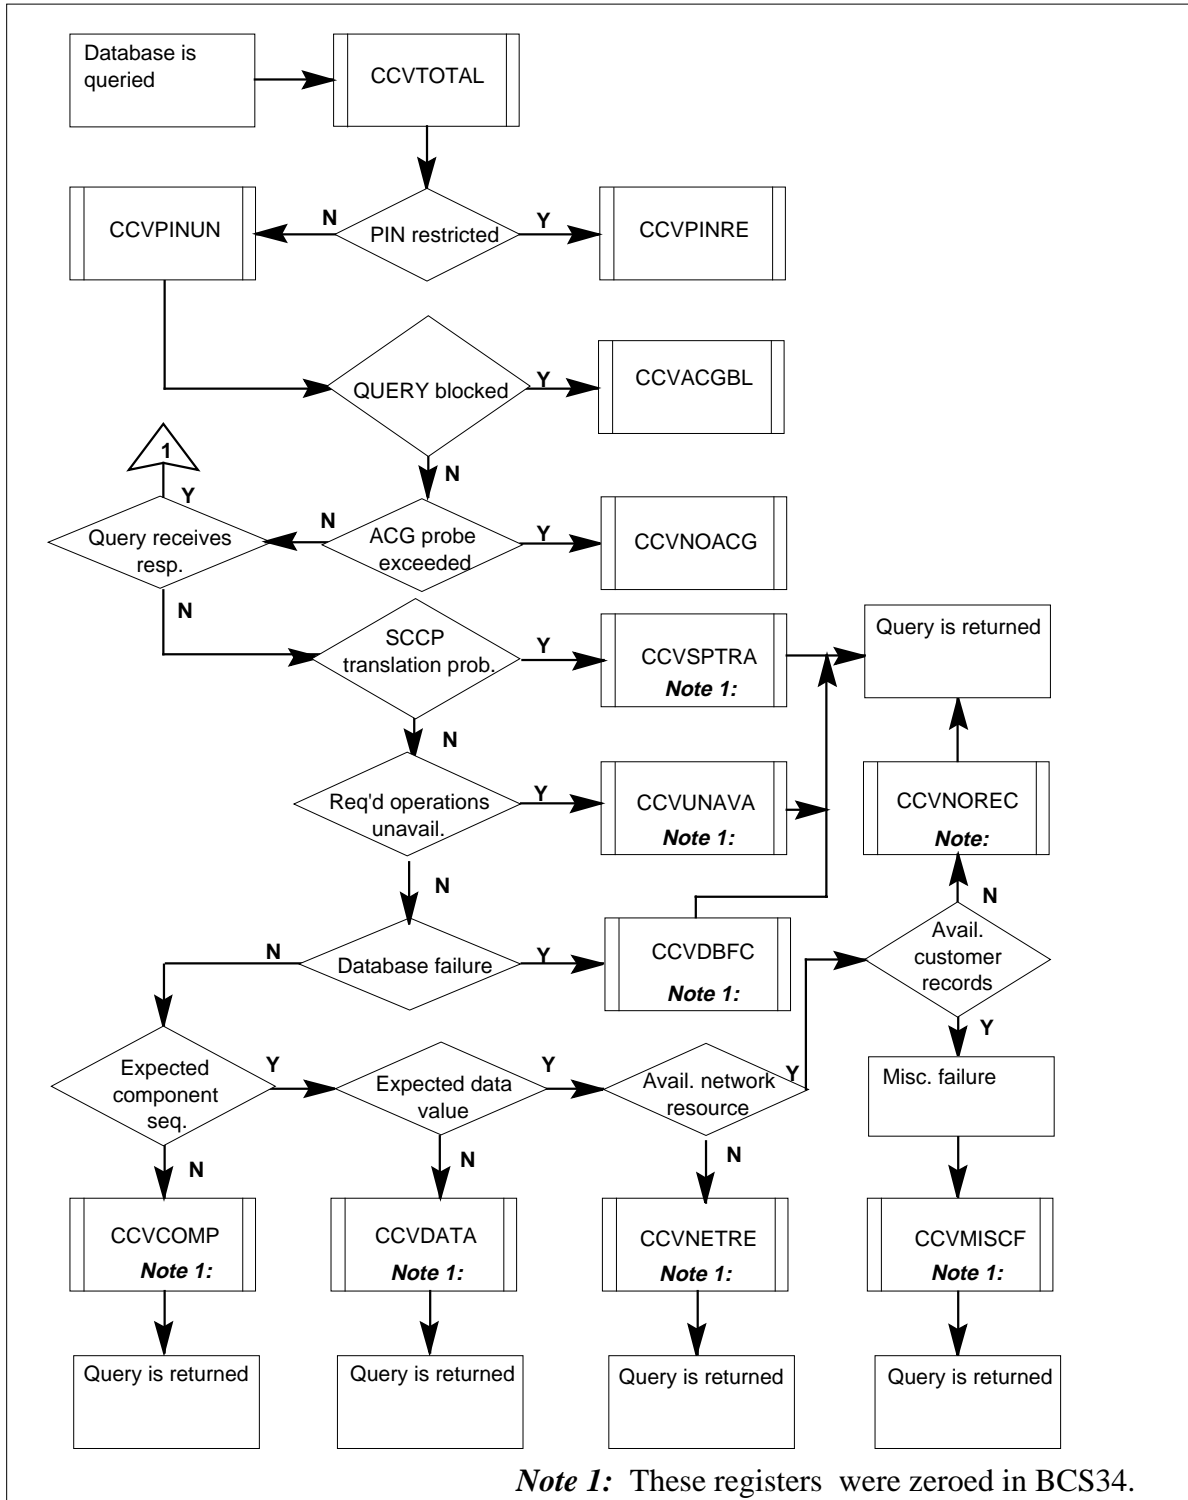 Database is
queried
CCVTOTAL
CCVPINUN
N
PIN restricted
Y
CCVPINRE
QUERY blocked
Y
CCVACGBL
1
N
Y
Query receives
resp.
N
ACG probe
exceeded
Y
CCVNOACG
N
SCCP
translation prob.
Y
CCVSPTRA
Note 1:
Query is returned
N
Req'd operations
unavail.
Y
CCVUNAVA
Note 1:
CCVNOREC
Note:
N
N
Database failure
Y
CCVDBFC
Note 1:
N
Avail.
customer
records
Y
Expected
component
seq.
Y
Expected data
value
Y
Avail. network
resource
Y
Misc. failure
N
N
N
CCVCOMP
Note 1:
CCVDATA
Note 1:
CCVNETRE
Note 1:
CCVMISCF
Note 1:
Query is returned
Query is returned
Query is returned
Query is returned
Note 1: These registers were zeroed in BCS34.